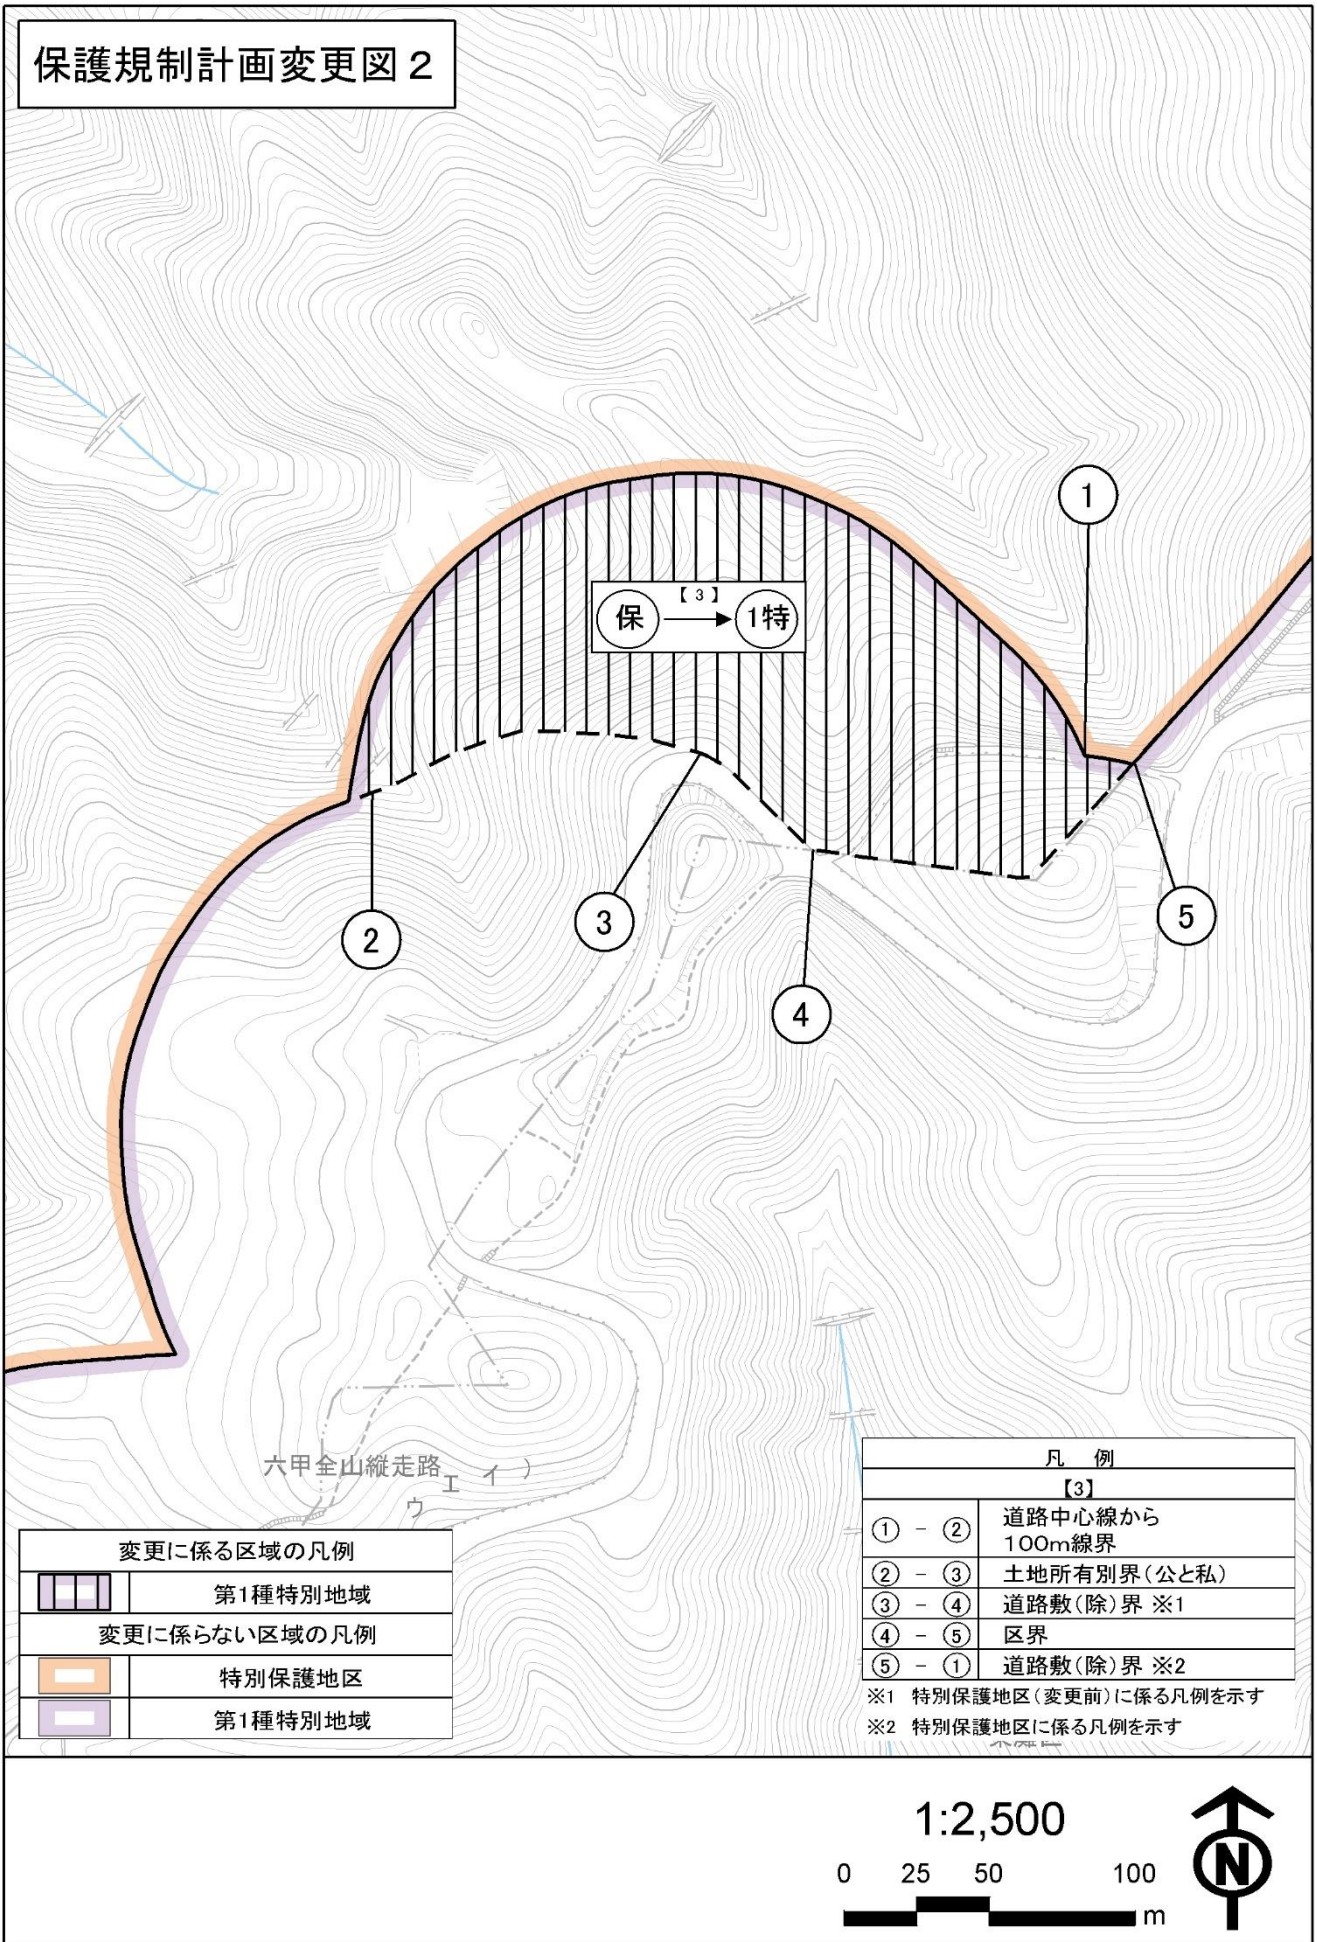 保護規制計画変更図2
1
【3】
保 1特
2
3
4
5
六甲全山縦走路
ウエイ)
変更に係る区域の凡例
第1種特別地域
変更に係らない区域の凡例
特別保護地区
第1種特別地域
凡 例
【3】
① - ② 道路中心線から
100m線界
② - ③ 土地所有別界(公と私)
③ - ④ 道路敷(除)界 ※1
④ - ⑤ 区界
⑤ - ① 道路敷(除)界 ※2
※1 特別保護地区(変更前)に係る凡例を示す
※2 特別保護地区に係る凡例を示す
1:2,500
0 25 50 100
m
N